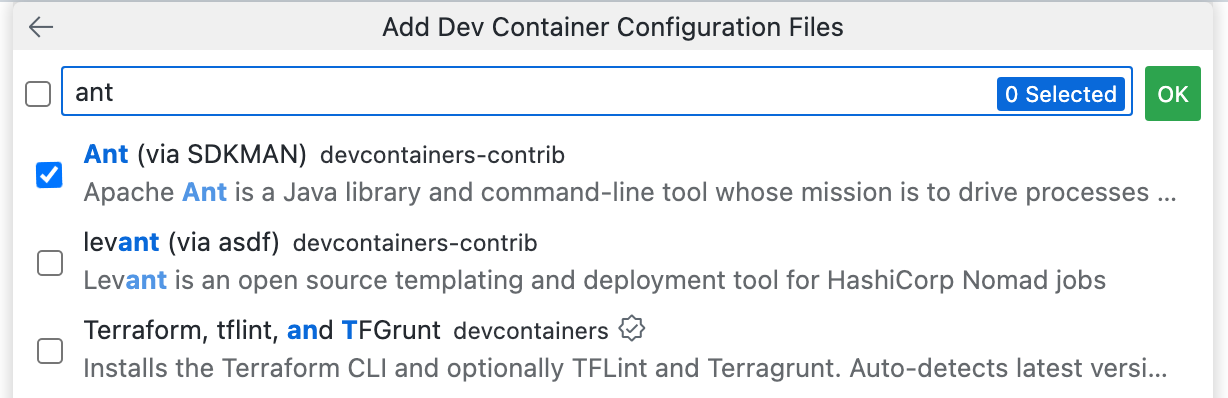 Add Dev Container Configuration Files
ant 0 Selected OK
Ant (via SDKMAN) devcontainers-contrib
Apache Ant is a Java library and command-line tool whose mission is to drive processes ...
levant (via asdf) devcontainers-contrib
Levant is an open source templating and deployment tool for HashiCorp Nomad jobs
Terraform, tflint, and TFGrunt devcontainers
Installs the Terraform CLI and optionally TFLint and Terragrunt. Auto-detects latest versi...